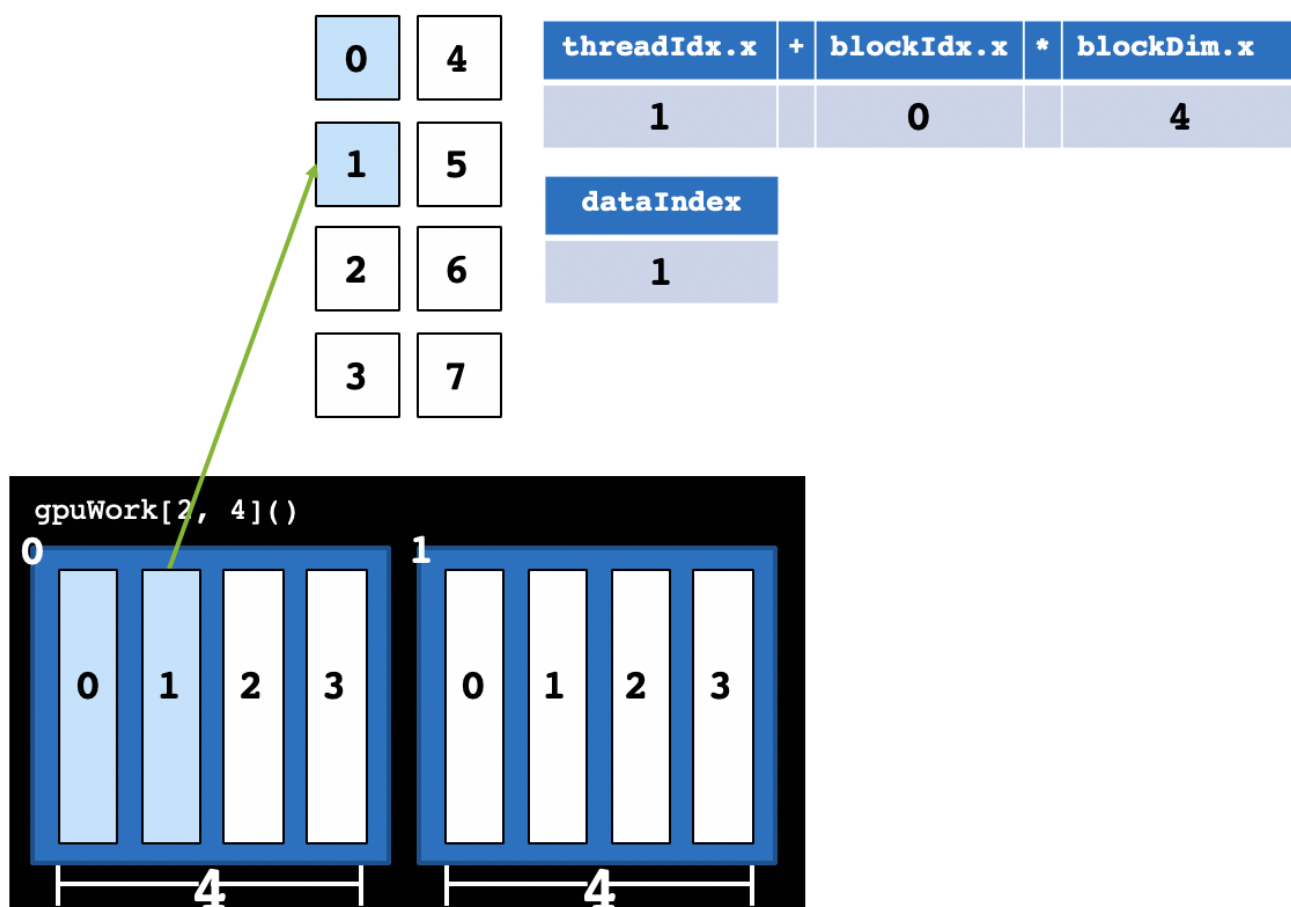 0 4
1 5
2 6
3 7
threadIdx.x + blockIdx.x * blockDim.x
1 0 4
dataIndex
1
gpuWork[2, 4]()
0 1
0 1 2 3 0 1 2 3
4 4